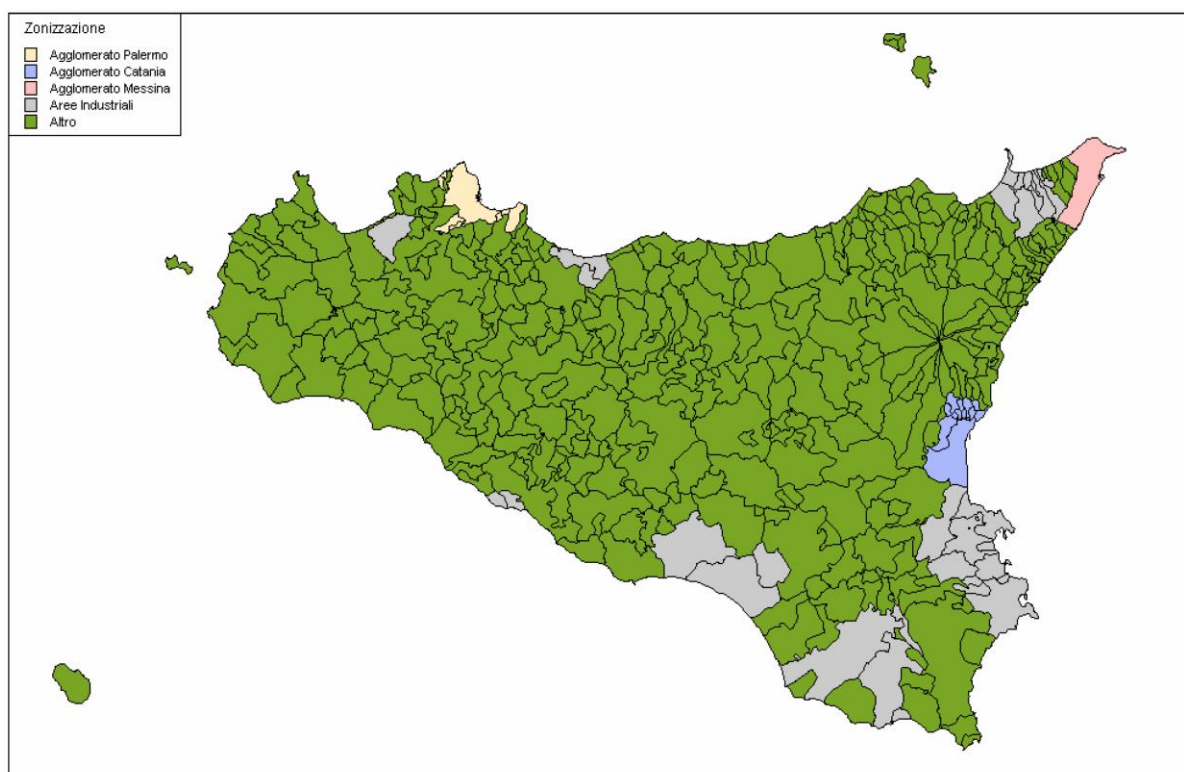 Zonizzazione
Agglomerato Palermo
Agglomerato Catania
Agglomerato Messina
Aree Industriali
Altro